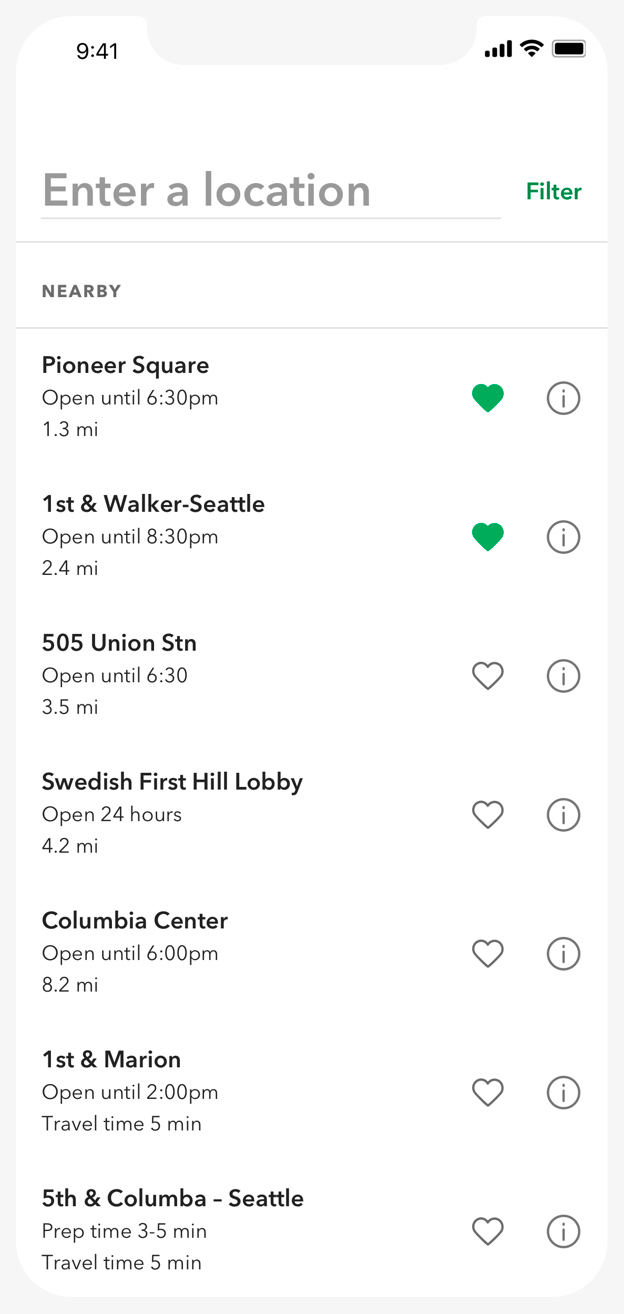 9:41
Enter a location
Filter
NEARBY
Pioneer Square
Open until 6:30pm
1.3 mi
1st & Walker-Seattle
Open until 8:30pm
2.4 mi
505 Union Stn
Open until 6:30
3.5 mi
Swedish First Hill Lobby
Open 24 hours
4.2 mi
Columbia Center
Open until 6:00pm
8.2 mi
1st & Marion
Open until 2:00pm
Travel time 5 min
5th & Columba – Seattle
Prep time 3-5 min
Travel time 5 min